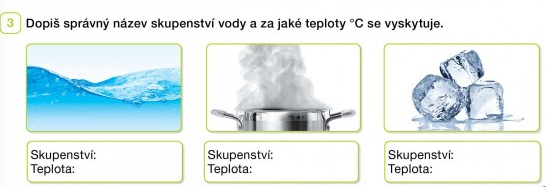 3 Dopiš správný název skupenství vody a za jaké teploty °C se vyskytuje.
Skupenství:
Teplota:
Skupenství:
Teplota:
Skupenství:
Teplota: